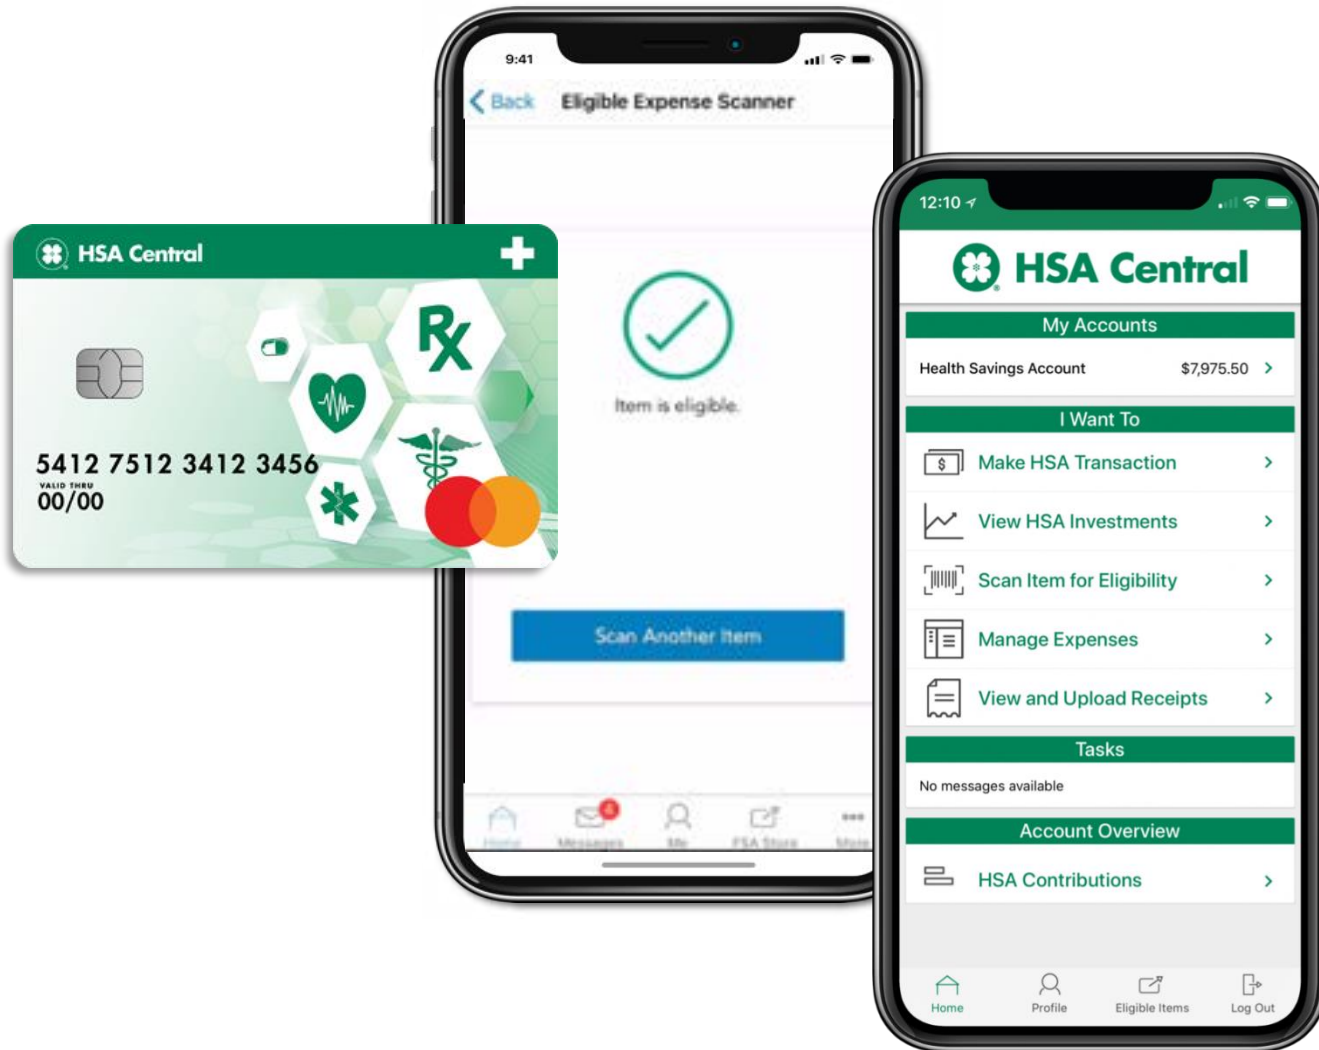 HSA Central
Rx
5412 7512 3412 3456
VALID THRU
00/00
9:41
Back Eligible Expense Scanner
Item is eligible.
Scan Another Item
4
Home Messages Me FSA Store More
12:10
HSA Central
My Accounts
Health Savings Account $7,975.50
I Want To
$ Make HSA Transaction
View HSA Investments
Scan Item for Eligibility
Manage Expenses
View and Upload Receipts
Tasks
No messages available
Account Overview
HSA Contributions
Home Profile Eligible Items Log Out